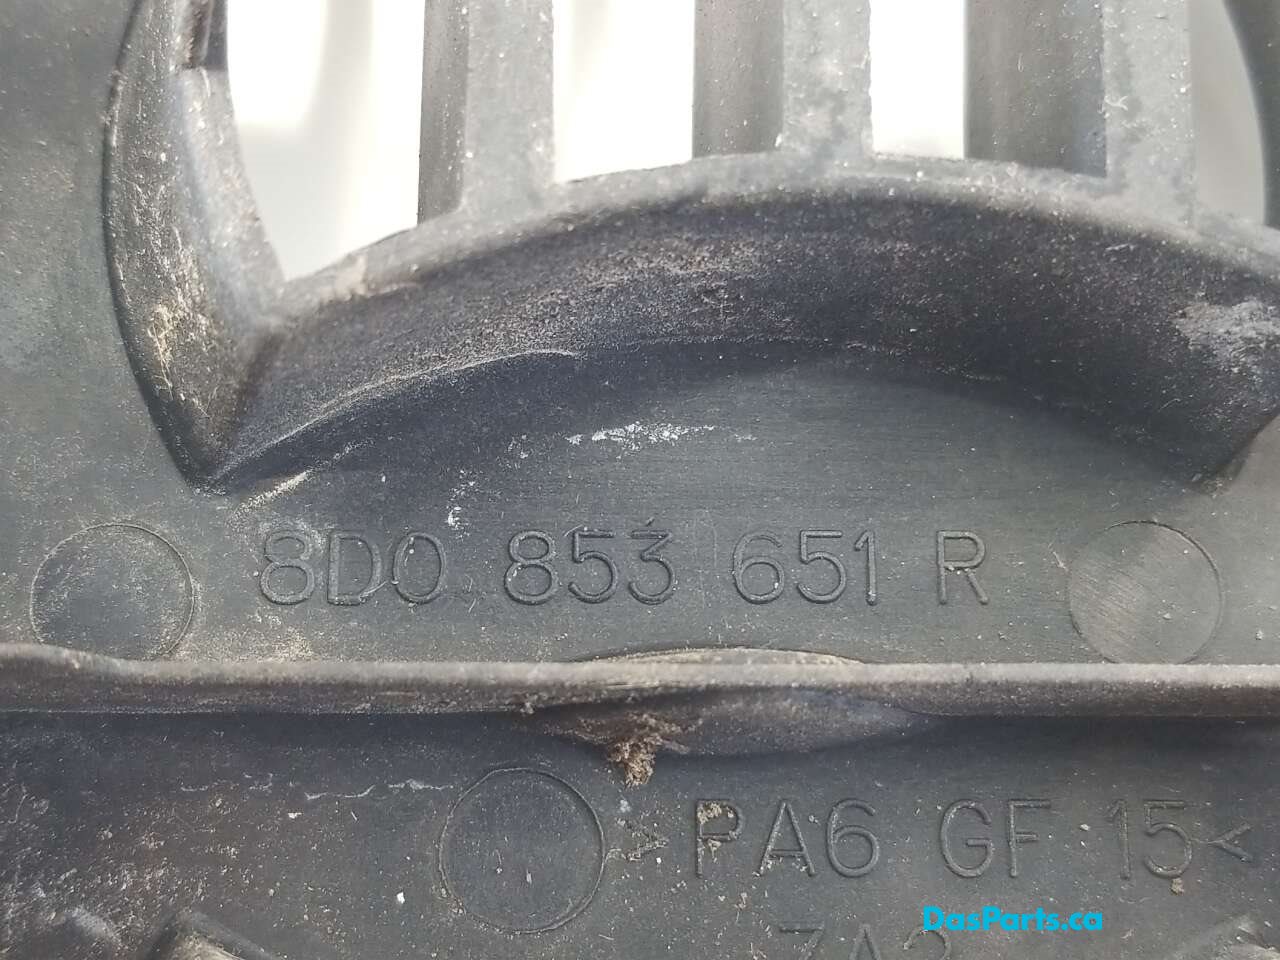 8D0 853 651 R
>PA6 GF 15<
DasParts.ca